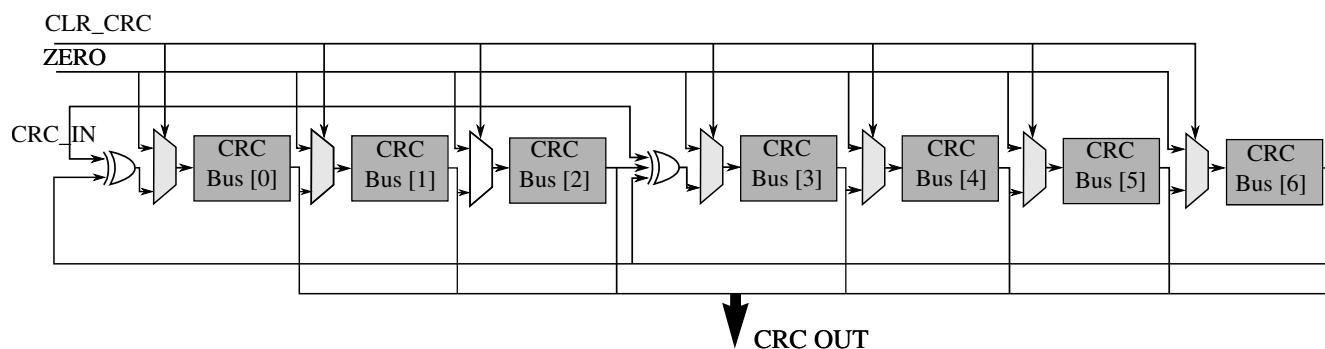 CLR_CRC
ZERO
CRC_IN
CRC
Bus [0]
CRC
Bus [1]
CRC
Bus [2]
CRC
Bus [3]
CRC
Bus [4]
CRC
Bus [5]
CRC
Bus [6]
CRC OUT